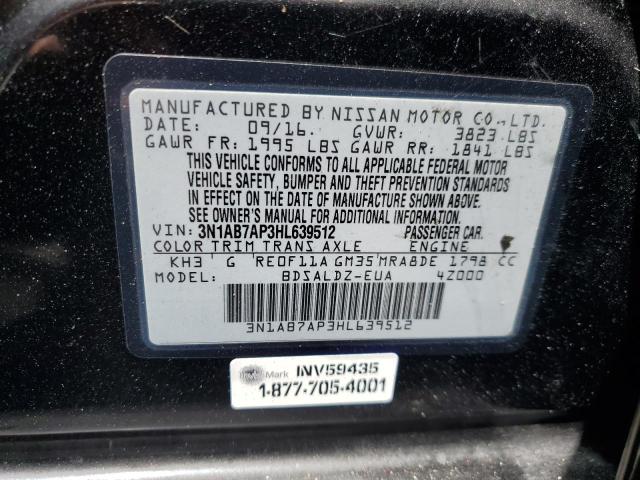 MANUFACTURED BY NISSAN MOTOR CO.,LTD.
DATE: 09/16 GVWR: 3823 LBS
GAWR FR: 1995 LBS GAWR RR: 1841 LBS
THIS VEHICLE CONFORMS TO ALL APPLICABLE FEDERAL MOTOR
VEHICLE SAFETY, BUMPER AND THEFT PREVENTION STANDARDS
IN EFFECT ON THE DATE OF MANUFACTURE SHOWN ABOVE.
SEE OWNER'S MANUAL FOR ADDITIONAL INFORMATION
VIN: 3N1AB7AP3HL639512 PASSENGER CAR.
COLOR TRIM TRANS AXLE ENGINE
KH3 G RE0F11A GM35 MRA8DE 1798 CC
MODEL: BDSALDZ-EUA 4Z000
3N1AB7AP3HL639512
Mark INV59435
1-877-705-4001